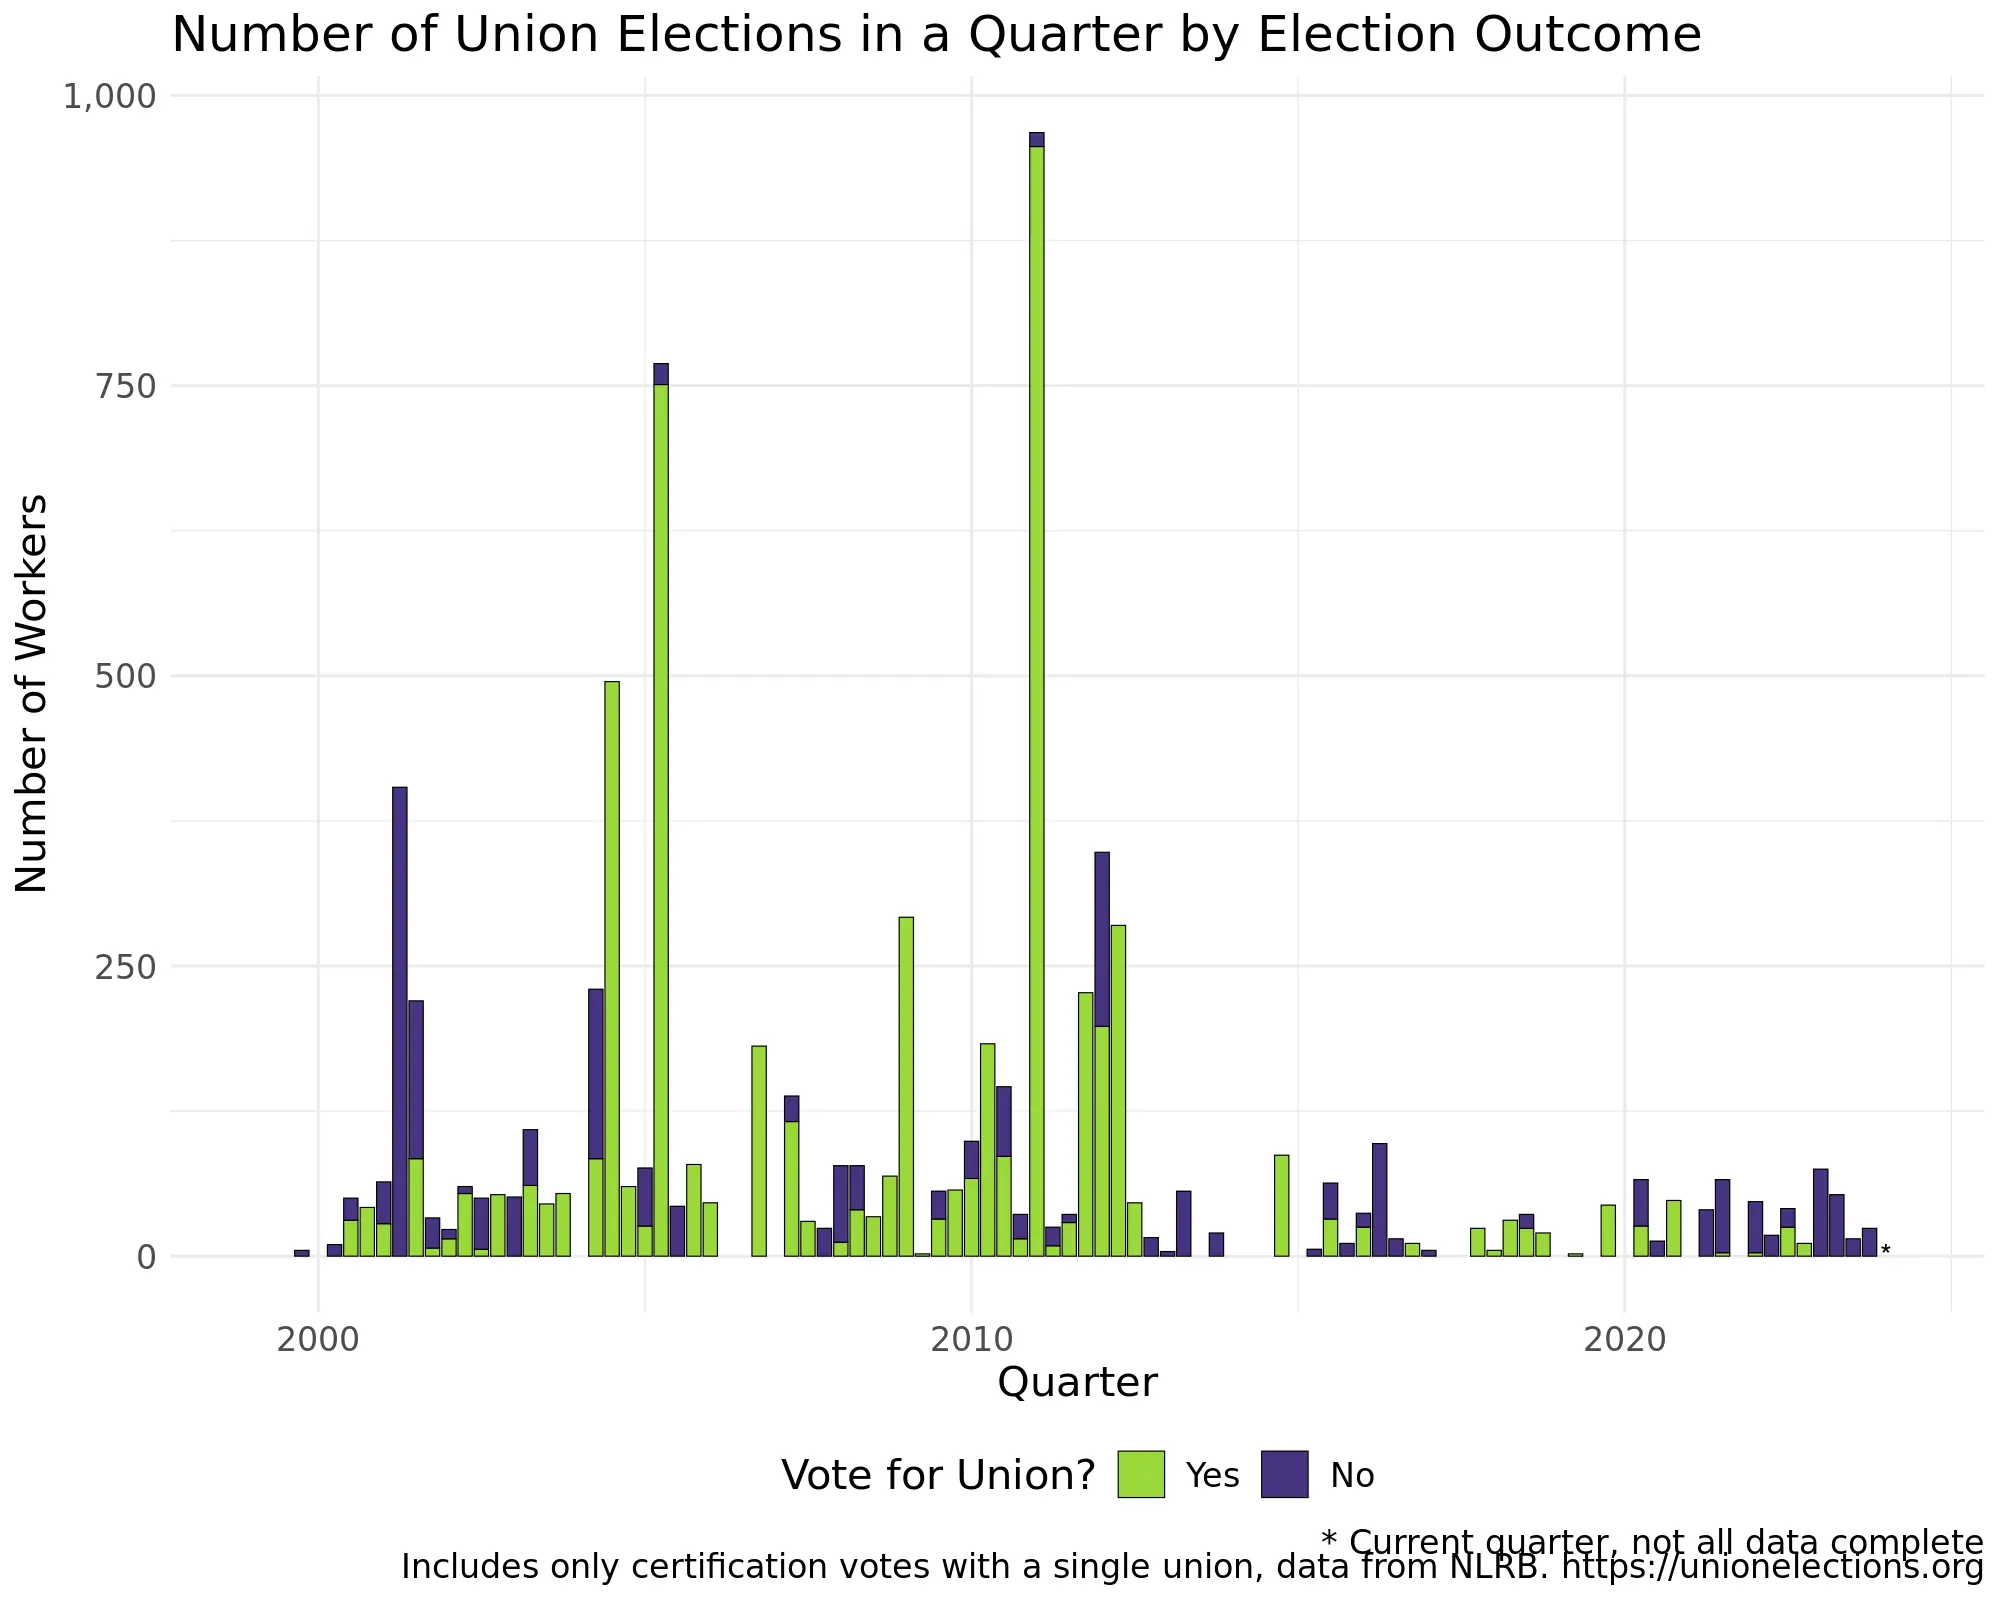 Number of Union Elections in a Quarter by Election Outcome
1,000
750
500
250
0
Number of Workers
*
2000 2010 2020
Quarter
Vote for Union? Yes No
* Current quarter, not all data complete
Includes only certification votes with a single union, data from NLRB. https://unionelections.org